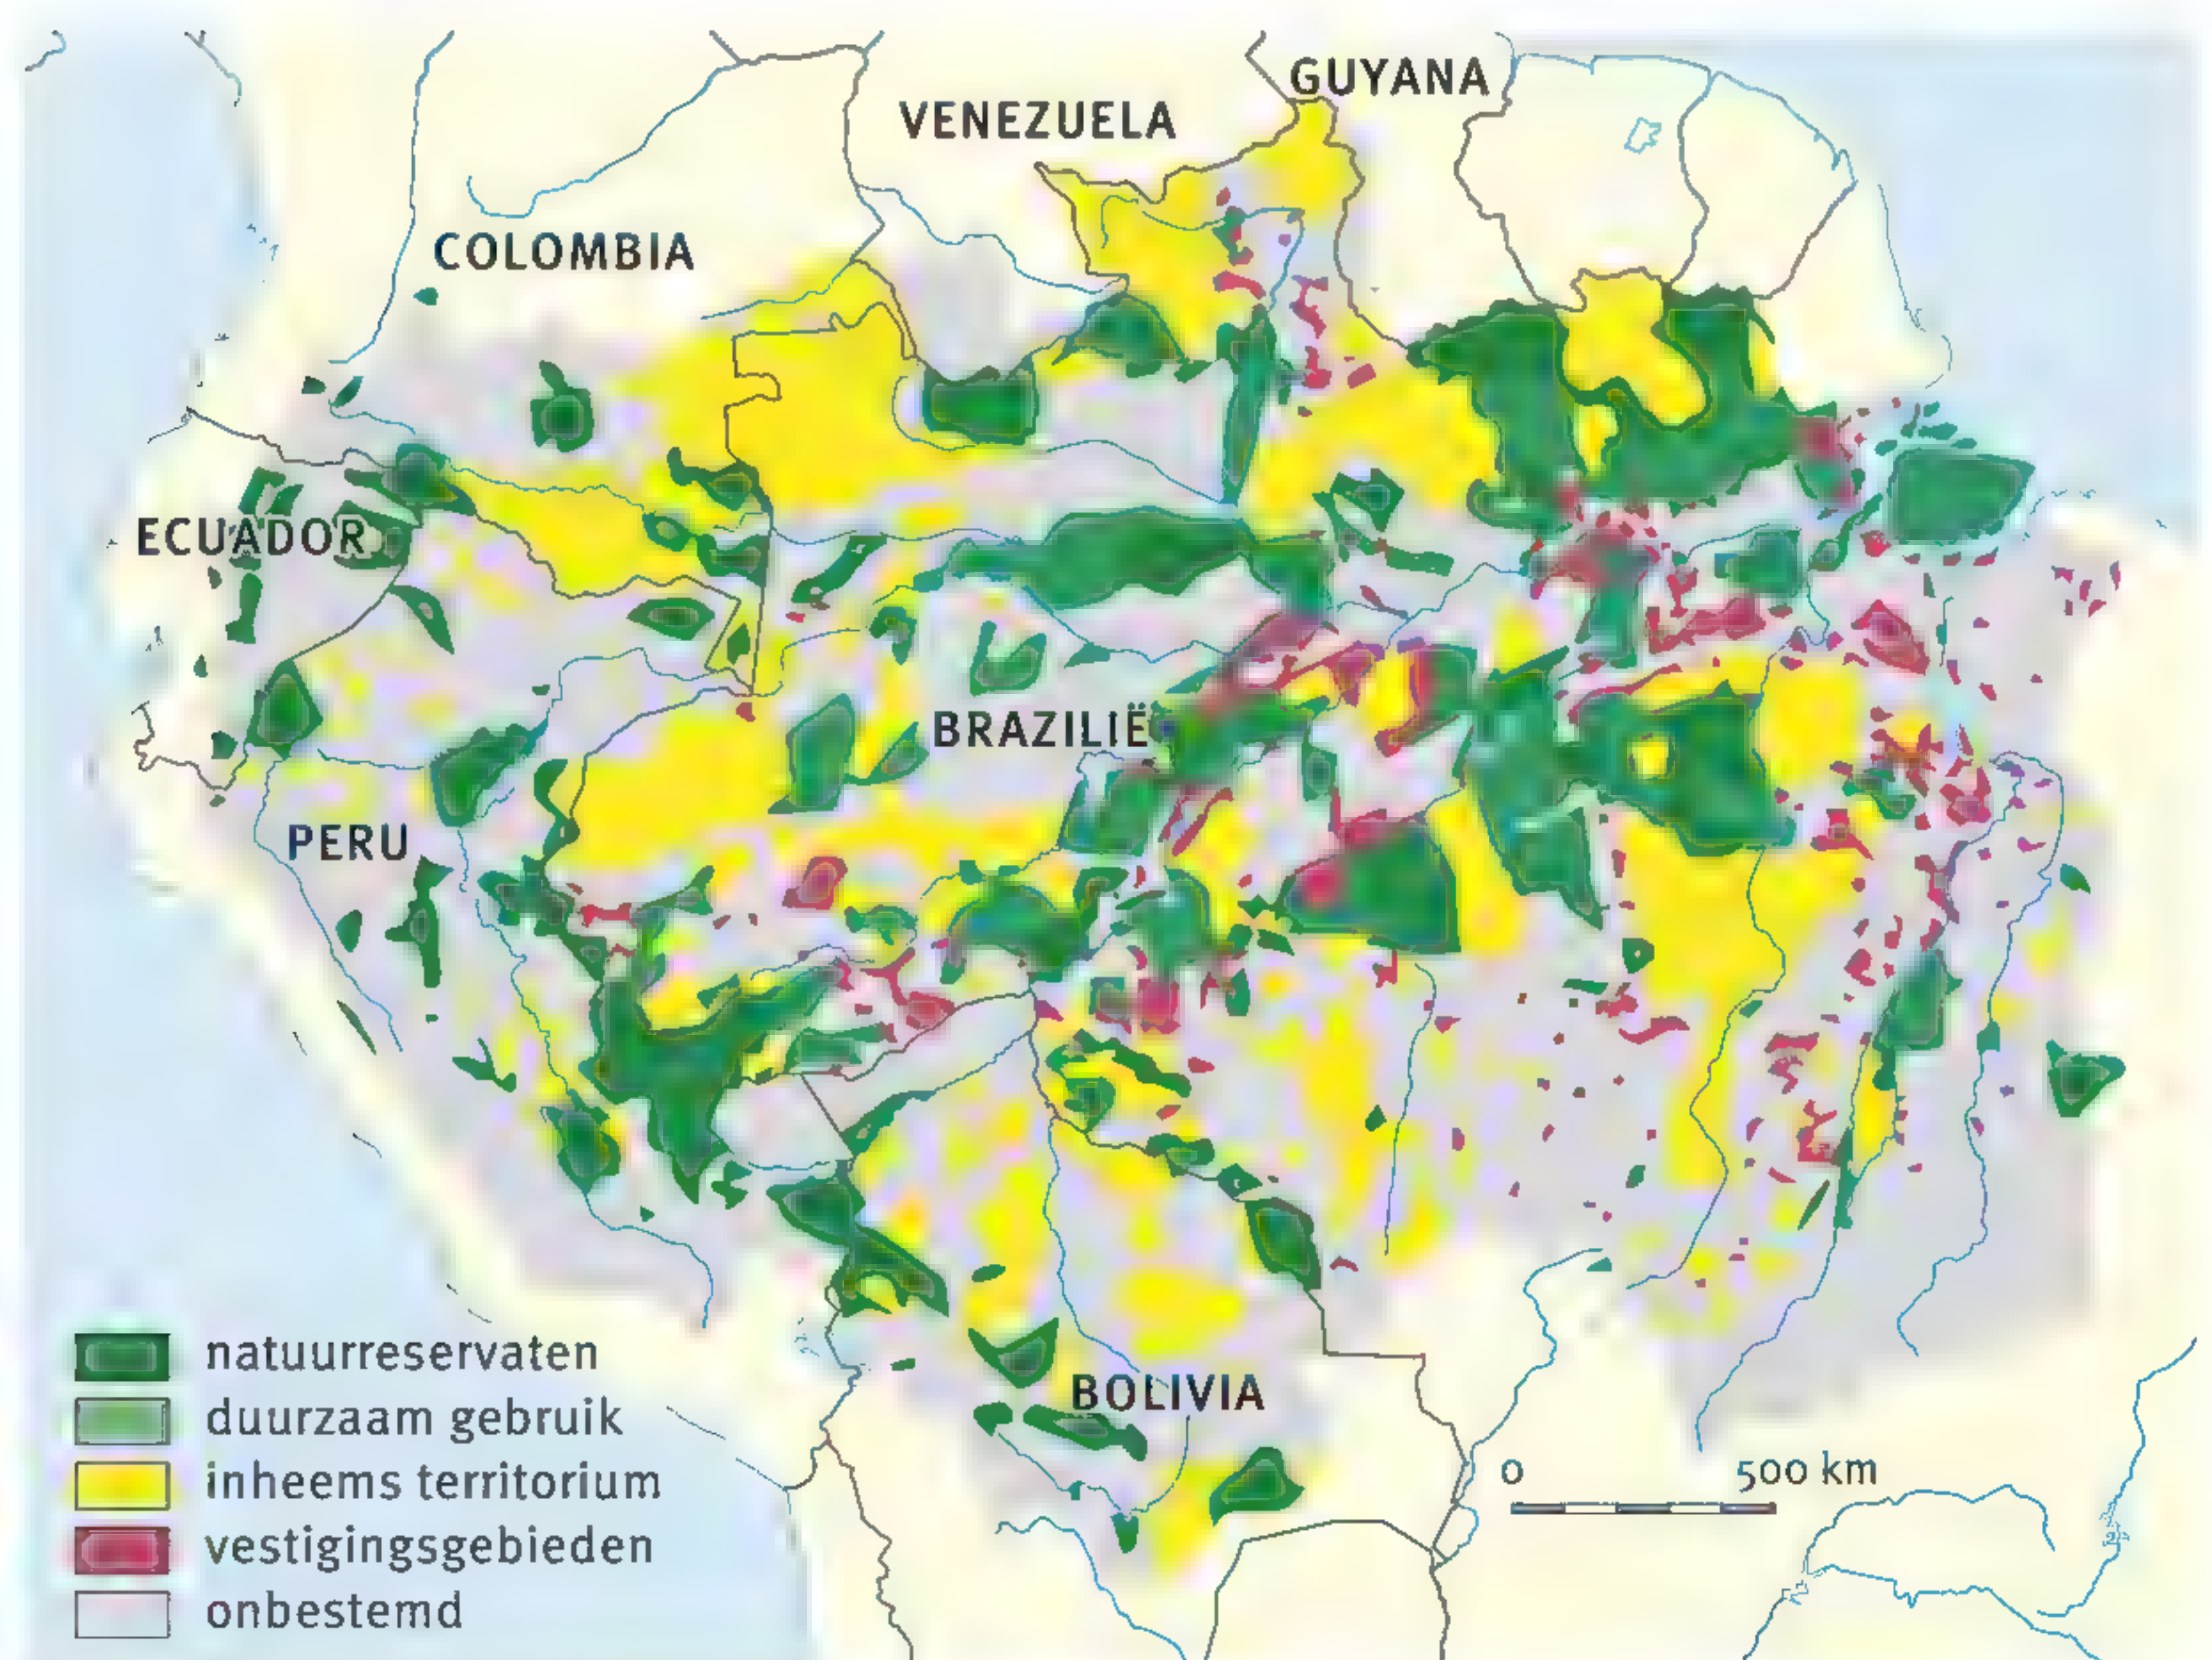 GUYANA
VENEZUELA
COLOMBIA
ECUADOR
BRAZILIË
PERU
BOLIVIA
natuurreservaten
duurzaam gebruik
inheems territorium
vestigingsgebieden
onbestemd
0 500 km